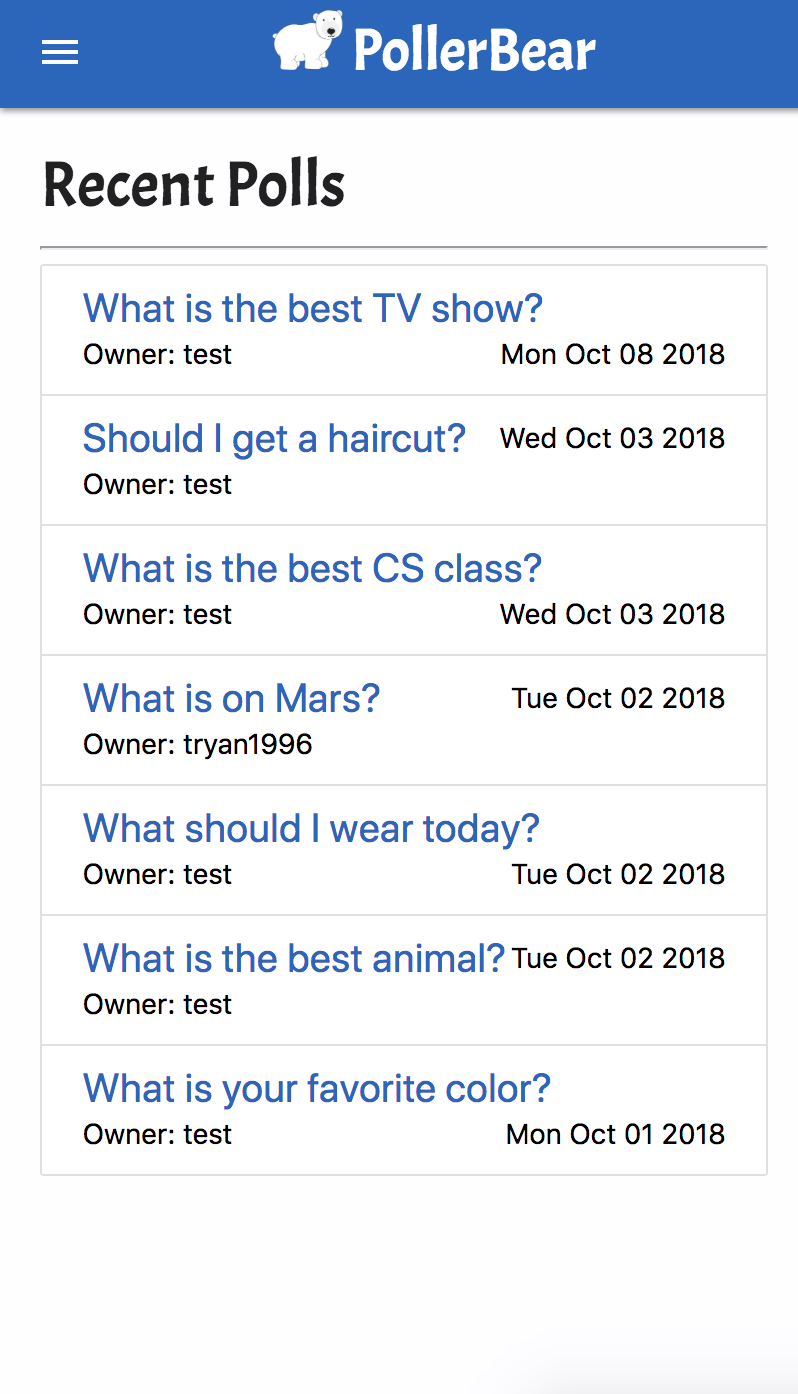 PollerBear
Recent Polls
What is the best TV show?
Owner: test Mon Oct 08 2018
Should I get a haircut? Wed Oct 03 2018
Owner: test
What is the best CS class?
Owner: test Wed Oct 03 2018
What is on Mars? Tue Oct 02 2018
Owner: tryan1996
What should I wear today?
Owner: test Tue Oct 02 2018
What is the best animal? Tue Oct 02 2018
Owner: test
What is your favorite color?
Owner: test Mon Oct 01 2018